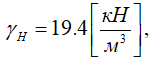 γ_H = 19.4 [кН/м³],